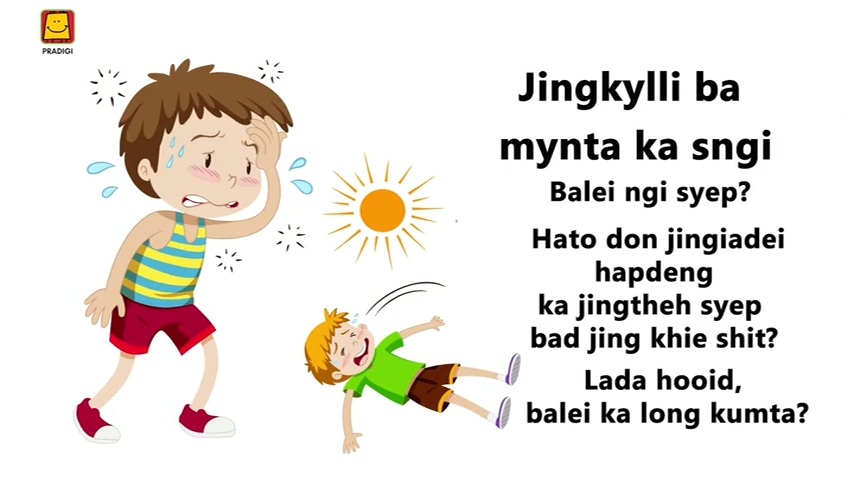 PRADIGI
Jingkylli ba
mynta ka sngi
Balei ngi syep?
Hato don jingiadei
hapdeng
ka jingtheh syep
bad jing khie shit?
Lada hooid,
balei ka long kumta?